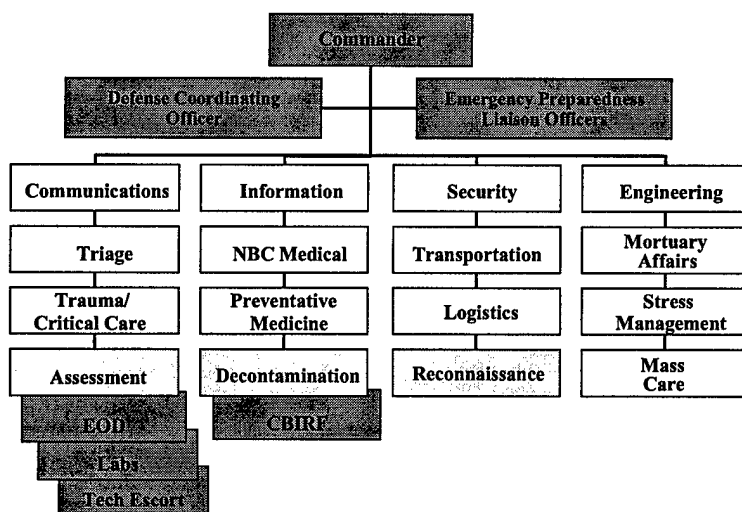 Commander
Defense Coordinating
Officer
Emergency Preparedness
Liaison Officers
Communications
Information
Security
Engineering
Triage
NBC Medical
Transportation
Mortuary
Affairs
Trauma/
Critical Care
Preventative
Medicine
Logistics
Stress
Management
Assessment
Decontamination
Reconnaissance
Mass
Care
EOD
CBIRF
Labs
Tech Escort